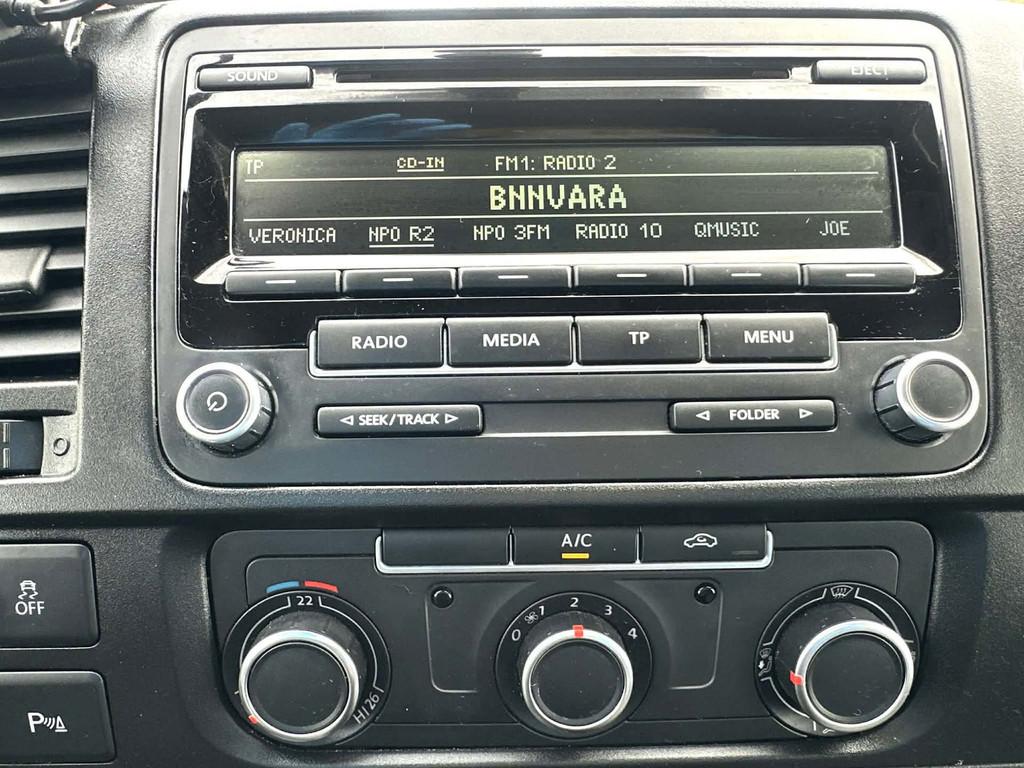 SOUND EJECT
TP CD-IN FM1: RADIO 2
BNNVARA
VERONICA NPO R2 NPO 3FM RADIO 10 QMUSIC JOE
RADIO MEDIA TP MENU
SEEK/TRACK FOLDER
A/C
OFF
22
0 1 2 3 4
HI 26
P